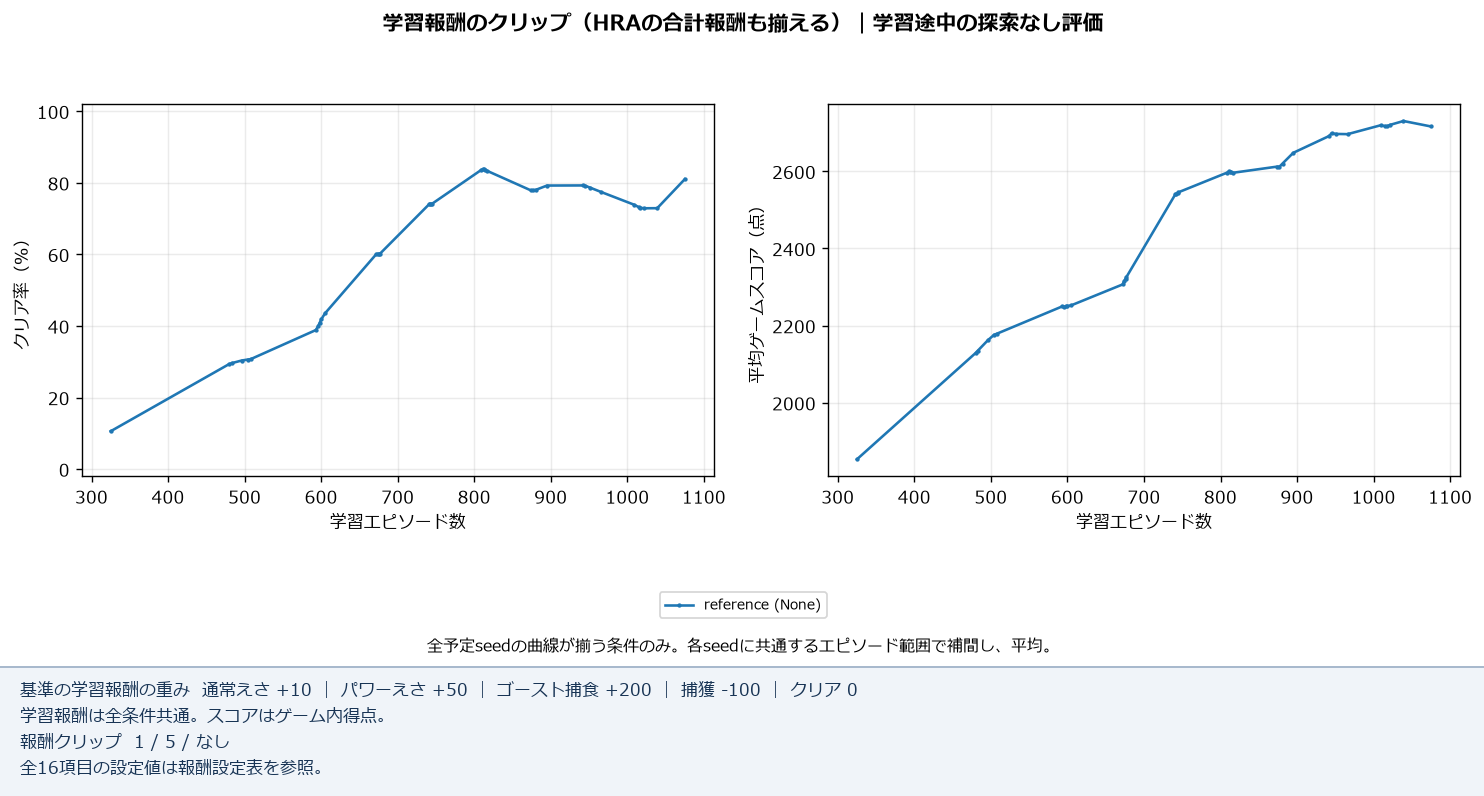 学習報酬のクリップ（HRAの合計報酬も揃える）｜学習途中の探索なし評価
クリア率（%）
100
80
60
40
20
0
300 400 500 600 700 800 900 1000 1100
学習エピソード数
平均ゲームスコア（点）
2600
2400
2200
2000
300 400 500 600 700 800 900 1000 1100
学習エピソード数
reference (None)
全予定seedの曲線が揃う条件のみ。各seedに共通するエピソード範囲で補間し、平均。
基準の学習報酬の重み 通常えさ +10 ｜ パワーえさ +50 ｜ ゴースト捕食 +200 ｜ 捕獲 -100 ｜ クリア 0
学習報酬は全条件共通。スコアはゲーム内得点。
報酬クリップ 1 / 5 / なし
全16項目の設定値は報酬設定表を参照。